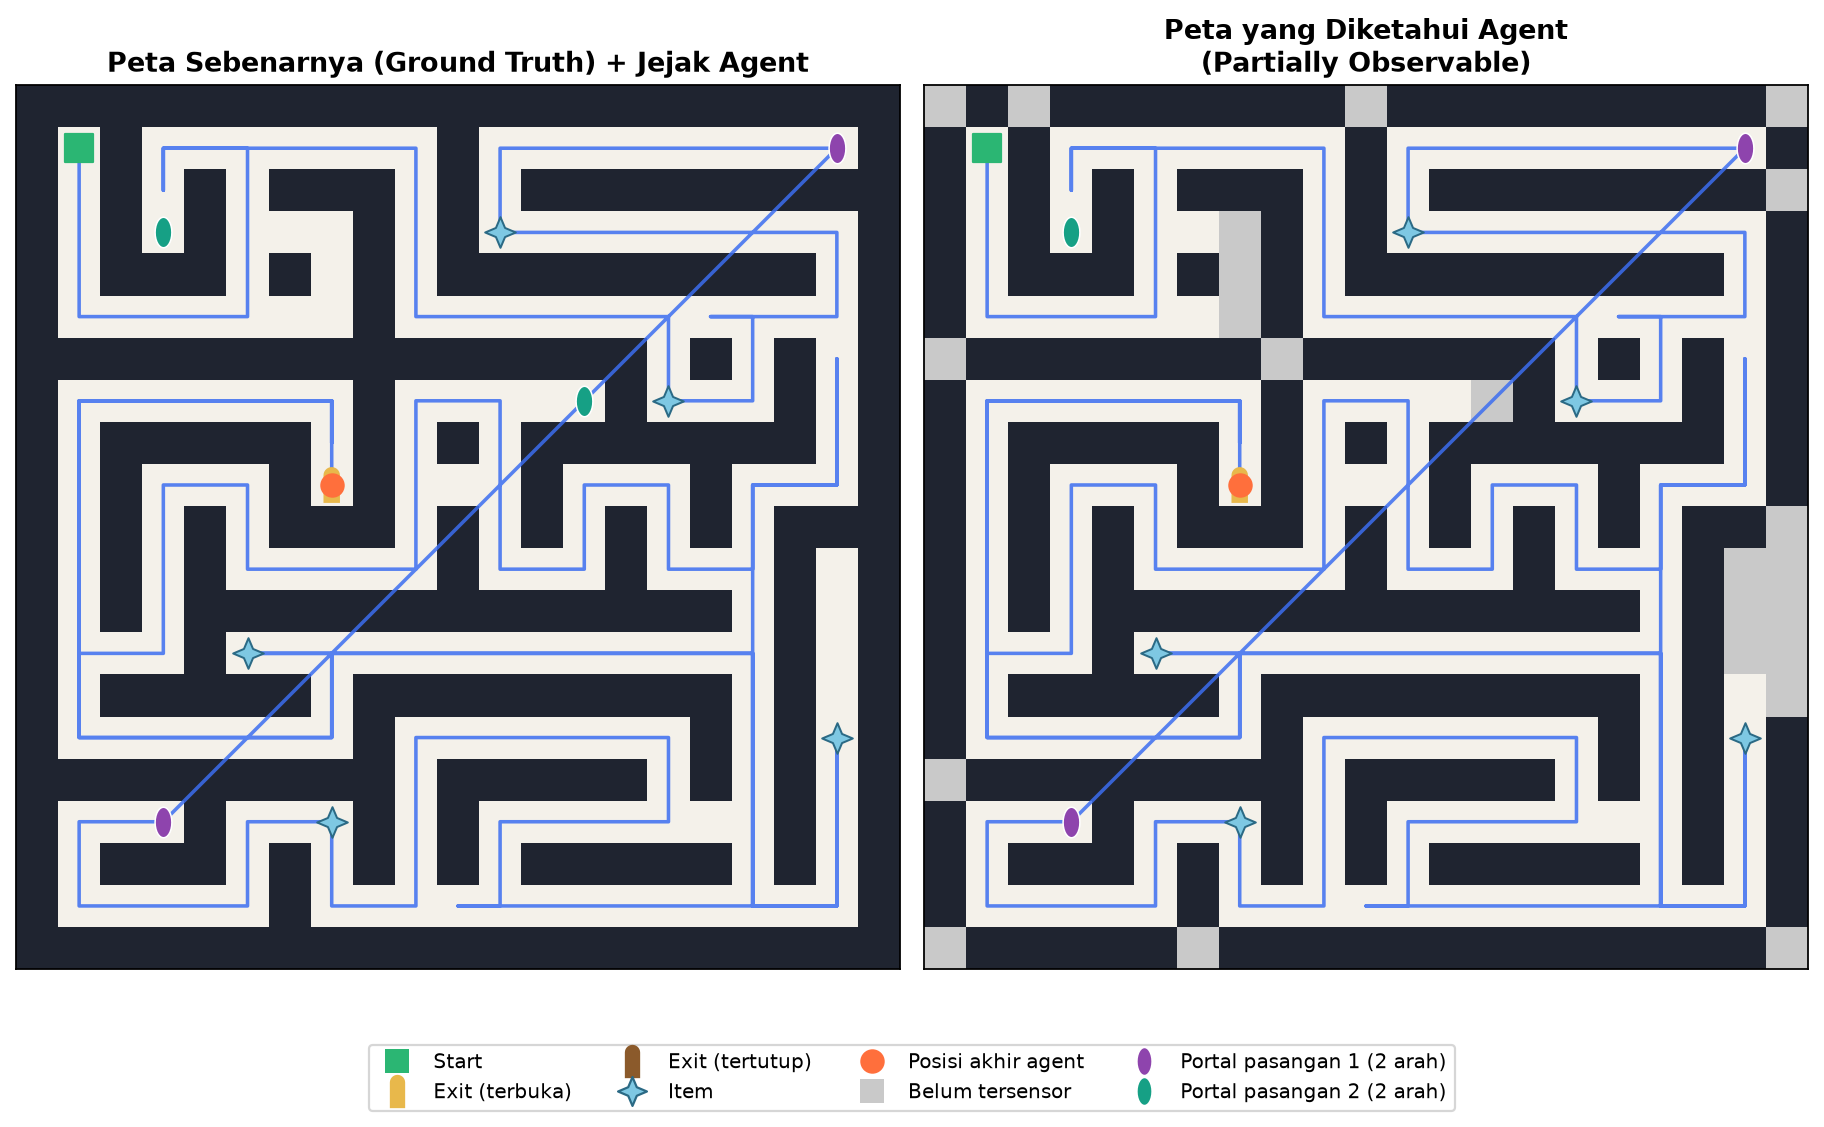 Peta Sebenarnya (Ground Truth) + Jejak Agent
Peta yang Diketahui Agent
(Partially Observable)
Start
Exit (terbuka)
Exit (tertutup)
Item
Posisi akhir agent
Belum tersensor
Portal pasangan 1 (2 arah)
Portal pasangan 2 (2 arah)